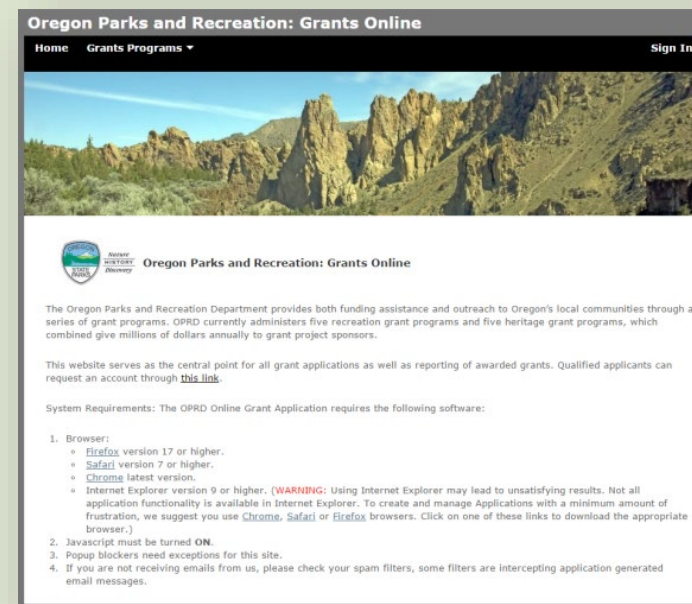 Oregon Parks and Recreation: Grants Online
Home Grants Programs ▾ Sign In
OREGON
STATE
PARKS
Nature
HISTORY
Discovery
Oregon Parks and Recreation: Grants Online
The Oregon Parks and Recreation Department provides both funding assistance and outreach to Oregon's local communities through a
series of grant programs. OPRD currently administers five recreation grant programs and five heritage grant programs, which
combined give millions of dollars annually to grant project sponsors.
This website serves as the central point for all grant applications as well as reporting of awarded grants. Qualified applicants can
request an account through this link.
System Requirements: The OPRD Online Grant Application requires the following software:
1. Browser:
Firefox version 17 or higher.
Safari version 7 or higher.
Chrome latest version.
Internet Explorer version 9 or higher. (WARNING: Using Internet Explorer may lead to unsatisfying results. Not all
application functionality is available in Internet Explorer. To create and manage Applications with a minimum amount of
frustration, we suggest you use Chrome, Safari or Firefox browsers. Click on one of these links to download the appropriate
browser.)
2. Javascript must be turned ON.
3. Popup blockers need exceptions for this site.
4. If you are not receiving emails from us, please check your spam filters, some filters are intercepting application generated
email messages.